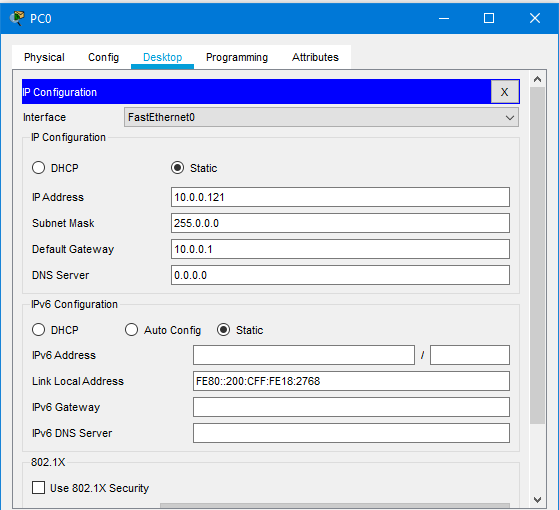 PC0
Physical Config Desktop Programming Attributes
IP Configuration X
Interface FastEthernet0
IP Configuration
DHCP Static
IP Address 10.0.0.121
Subnet Mask 255.0.0.0
Default Gateway 10.0.0.1
DNS Server 0.0.0.0
IPv6 Configuration
DHCP Auto Config Static
IPv6 Address /
Link Local Address FE80::200:CFF:FE18:2768
IPv6 Gateway
IPv6 DNS Server
802.1X
Use 802.1X Security